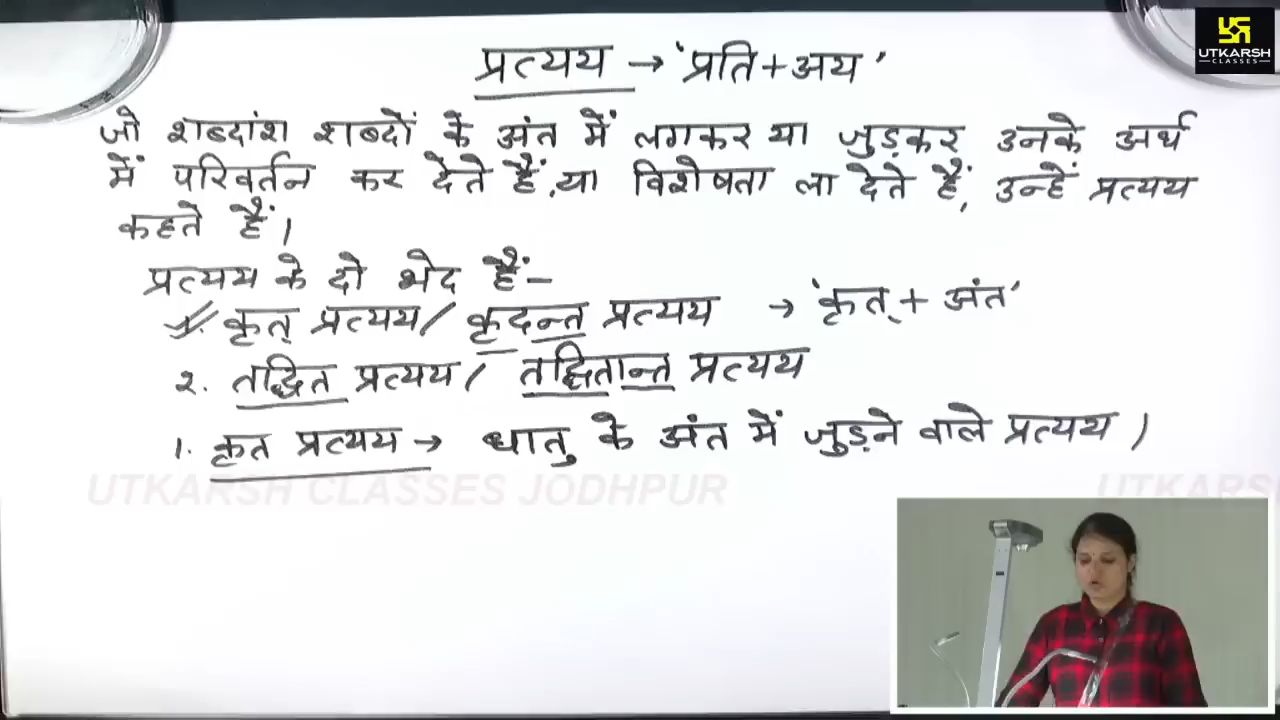 प्रत्यय → 'प्रति + अय'
UTKARSH
CLASSES
जो शब्दांश शब्दों के अंत में लगकर या जुड़कर उनके अर्थ
में परिवर्तन कर देते हैं, या विशेषता ला देते हैं, उन्हें प्रत्यय
कहते हैं।
प्रत्यय के दो भेद हैं–
1. कृत् प्रत्यय / कृदन्त प्रत्यय → 'कृत् + अंत'
२. तद्धित प्रत्यय / तद्धितान्त प्रत्यय
1. कृत प्रत्यय → धातु के अंत में जुड़ने वाले प्रत्यय।
UTKARSH CLASSES JODHPUR
UTKARS